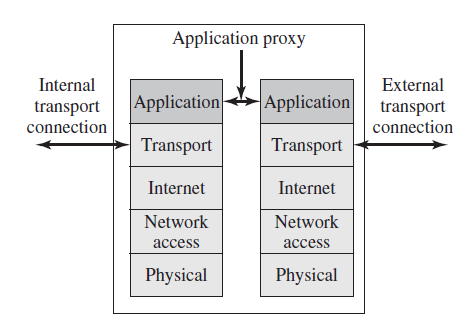 Application proxy
Internal
transport
connection
External
transport
connection
Application
Transport
Internet
Network
access
Physical
Application
Transport
Internet
Network
access
Physical